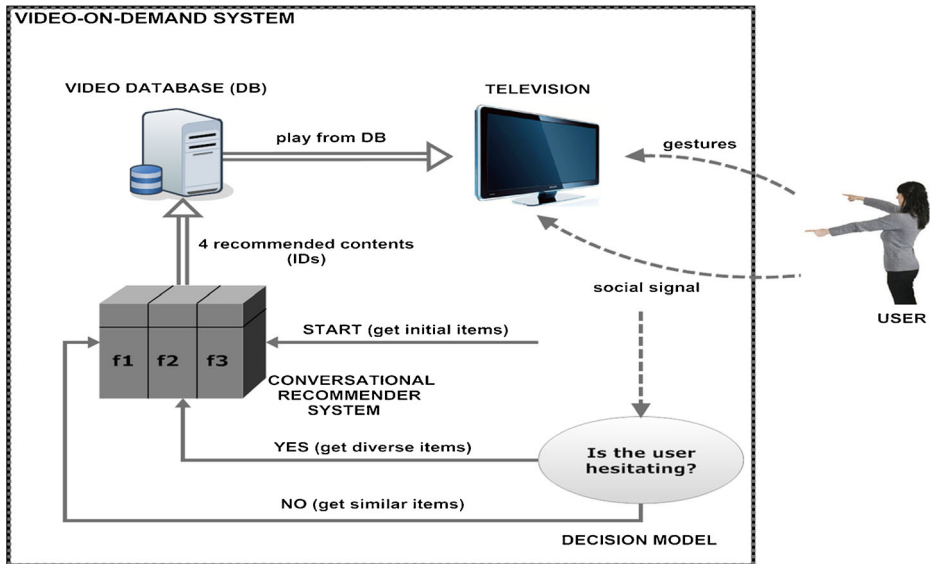 VIDEO-ON-DEMAND SYSTEM
VIDEO DATABASE (DB)
TELEVISION
play from DB
gestures
4 recommended contents
(IDs)
social signal
USER
START (get initial items)
f1 f2 f3
CONVERSATIONAL
RECOMMENDER
SYSTEM
YES (get diverse items)
Is the user
hesitating?
NO (get similar items)
DECISION MODEL